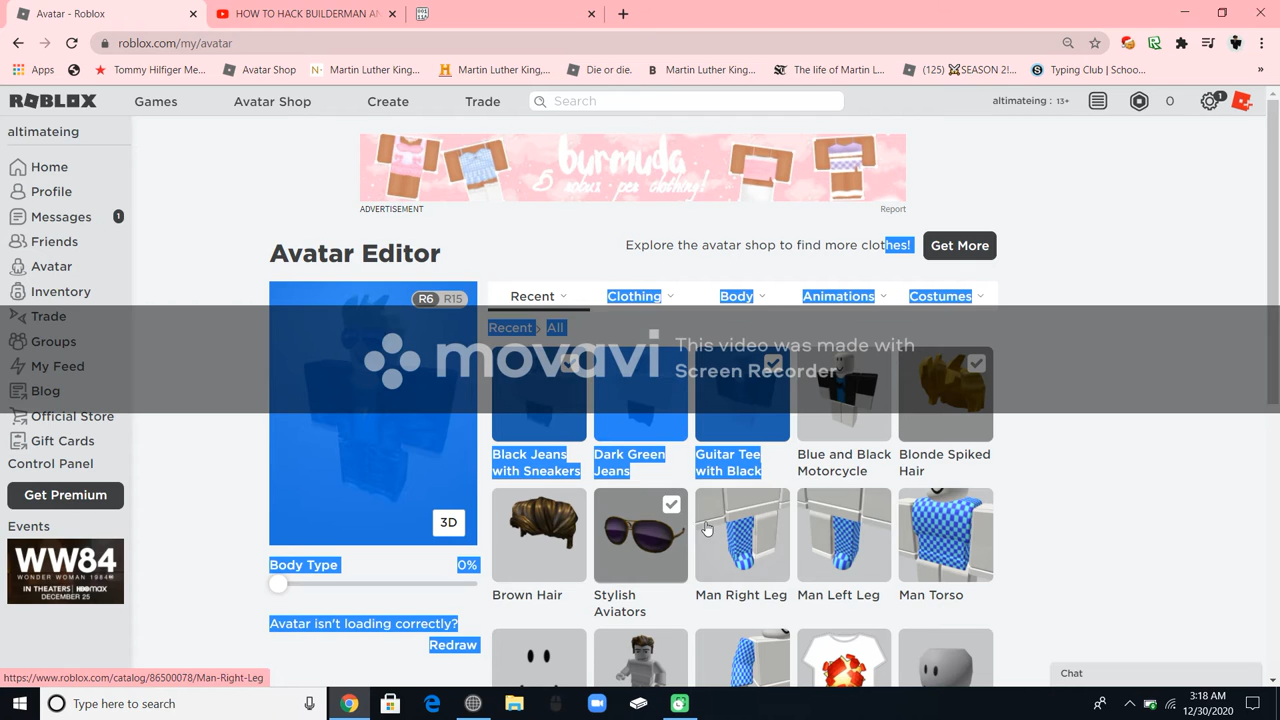 Avatar - Roblox
HOW TO HACK BUILDERMAN AN
roblox.com/my/avatar
Apps
Tommy Hilfiger Me...
Avatar Shop
Martin Luther King...
Martin Luther King,...
Die or die.
Martin Luther King...
The life of Martin L...
(125) ⚔️SEASON 2!...
Typing Club | Schoo...
»
ROBLOX
Games
Avatar Shop
Create
Trade
Search
altimateing : 13+
0
1
altimateing
Home
Profile
Messages
1
Friends
Avatar
Inventory
Trade
Groups
My Feed
Blog
Official Store
Gift Cards
Control Panel
Get Premium
Events
WW84
WONDER WOMAN 1984
IN THEATERS | HBOmax
DECEMBER 25
burmuda
5 robux - per clothing!
ADVERTISEMENT
Report
Avatar Editor
Explore the avatar shop to find more clothes!
Get More
R6 R15
Recent
Clothing
Body
Animations
Costumes
Recent > All
movavi
This video was made with
Screen Recorder
3D
Body Type
0%
Avatar isn't loading correctly?
Redraw
Black Jeans
with Sneakers
Dark Green
Jeans
Guitar Tee
with Black
Blue and Black
Motorcycle
Blonde Spiked
Hair
Brown Hair
Stylish
Aviators
Man Right Leg
Man Left Leg
Man Torso
https://www.roblox.com/catalog/86500078/Man-Right-Leg
Chat
Type here to search
3:18 AM
12/30/2020